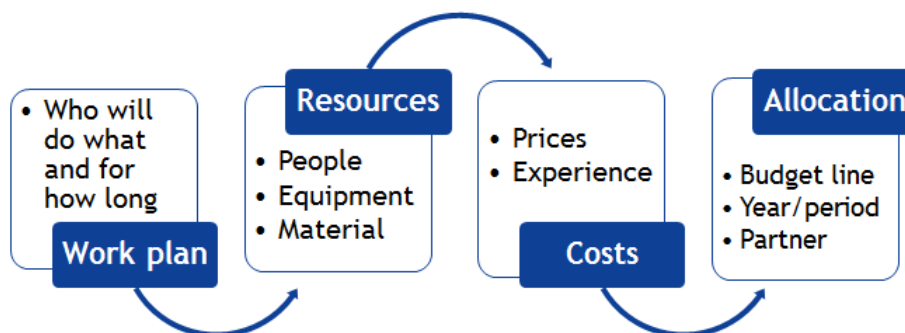 • Who will
do what
and for
how long
Work plan
Resources
• People
• Equipment
• Material
• Prices
• Experience
Costs
Allocation
• Budget line
• Year/period
• Partner